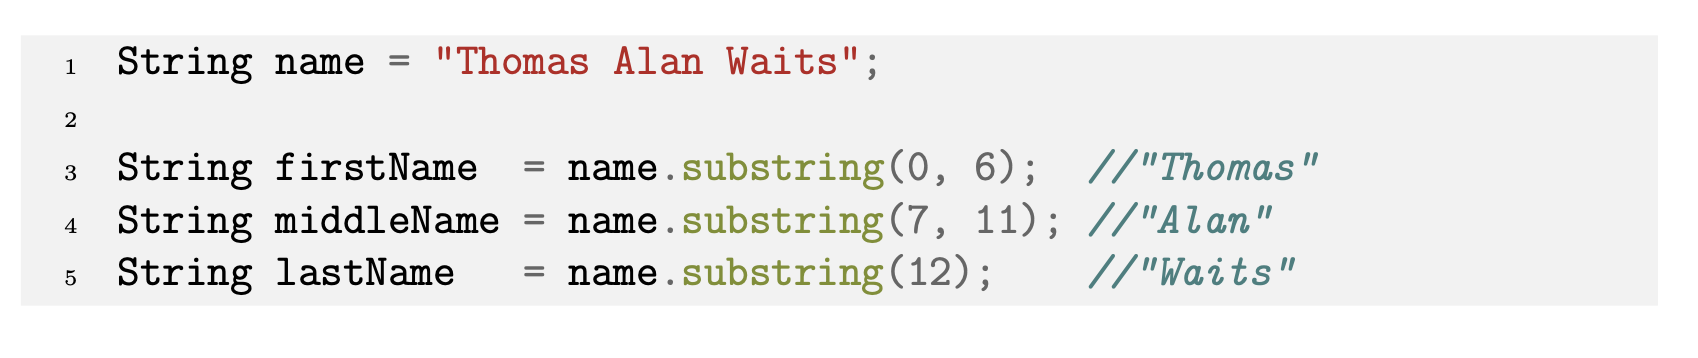 1 String name = "Thomas Alan Waits";
2
3 String firstName  = name.substring(0, 6);  //"Thomas"
4 String middleName = name.substring(7, 11); //"Alan"
5 String lastName   = name.substring(12);    //"Waits"